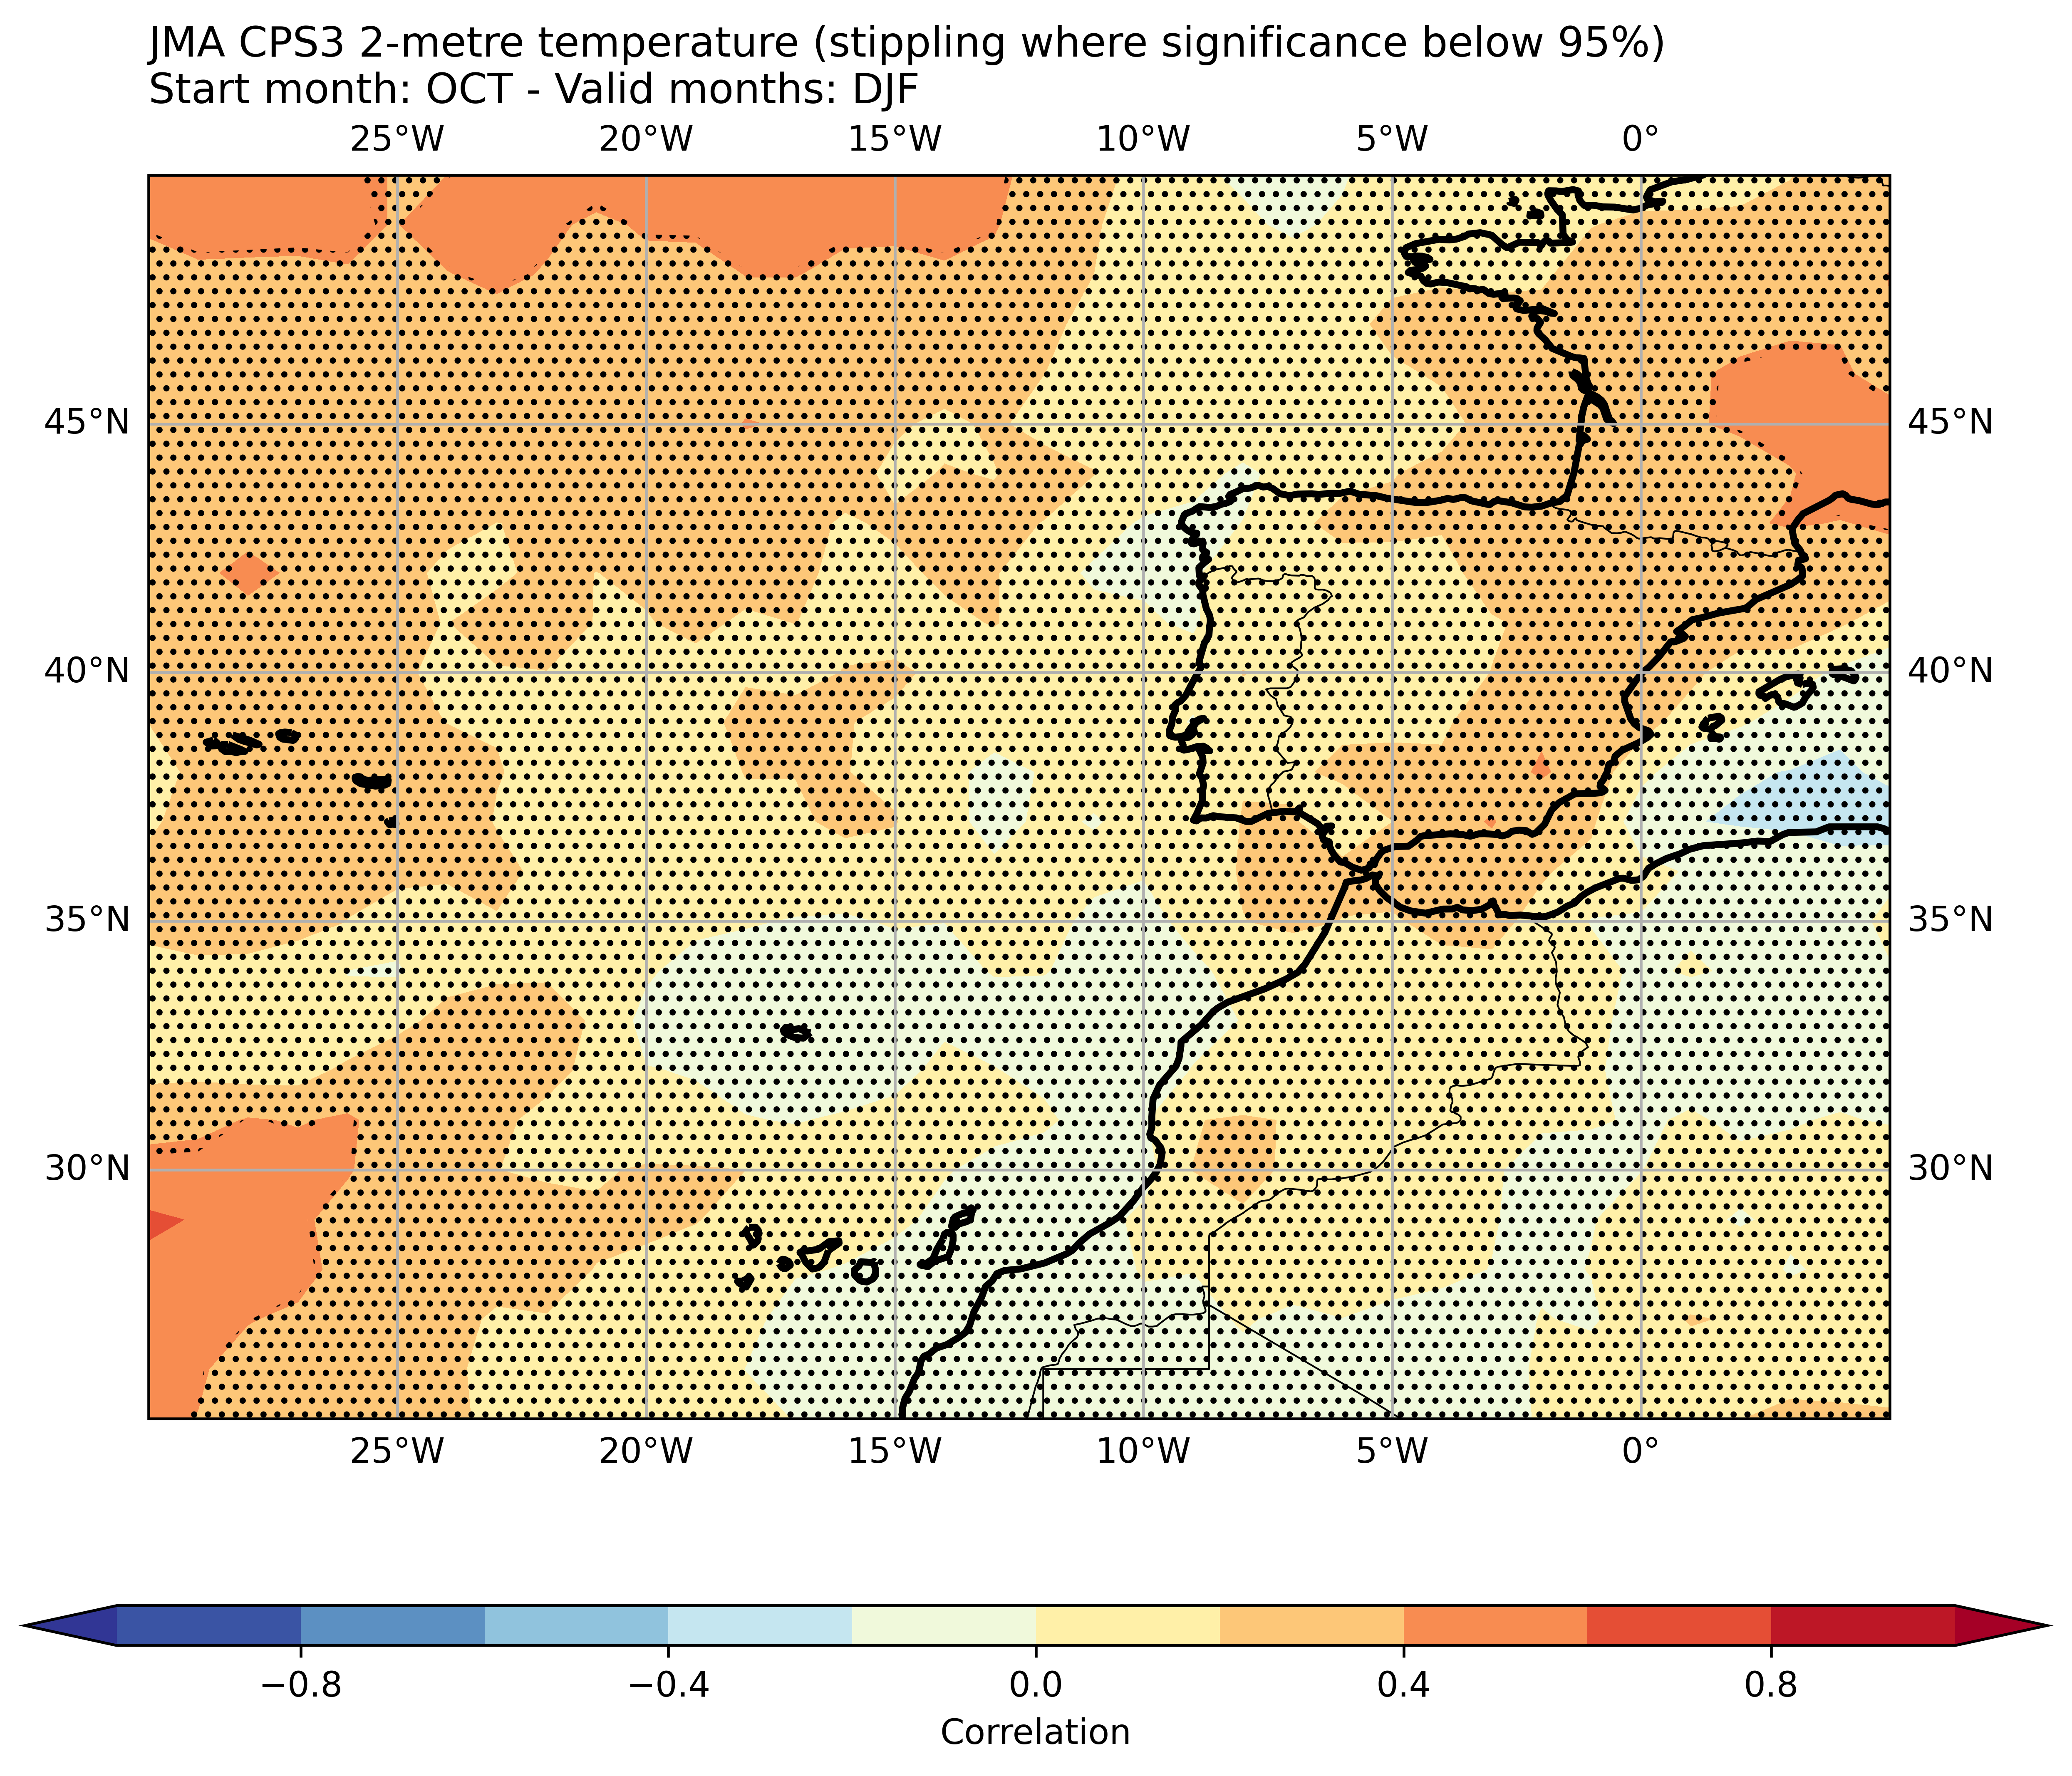 JMA CPS3 2-metre temperature (stippling where significance below 95%)
Start month: OCT - Valid months: DJF
25°W 20°W 15°W 10°W 5°W 0°
45°N 45°N
40°N 40°N
35°N 35°N
30°N 30°N
25°W 20°W 15°W 10°W 5°W 0°
−0.8 −0.4 0.0 0.4 0.8
Correlation